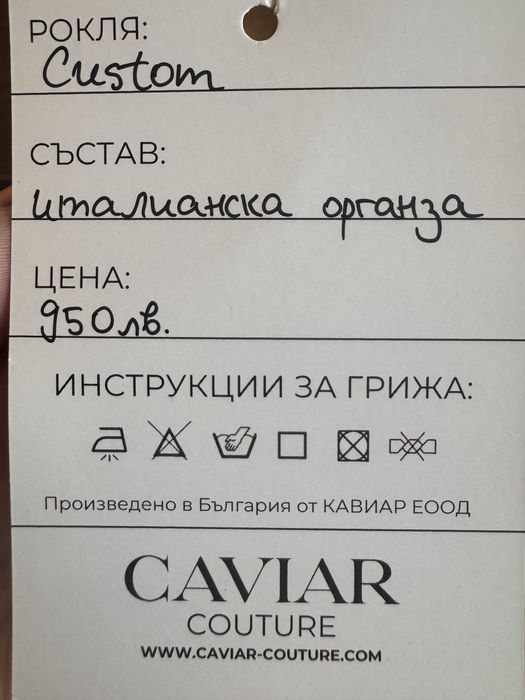 РОКЛЯ:
Custom
СЪСТАВ:
италианска органза
ЦЕНА:
950лв.
ИНСТРУКЦИИ ЗА ГРИЖА:
Произведено в България от КАВИАР ЕООД
CAVIAR
COUTURE
WWW.CAVIAR-COUTURE.COM